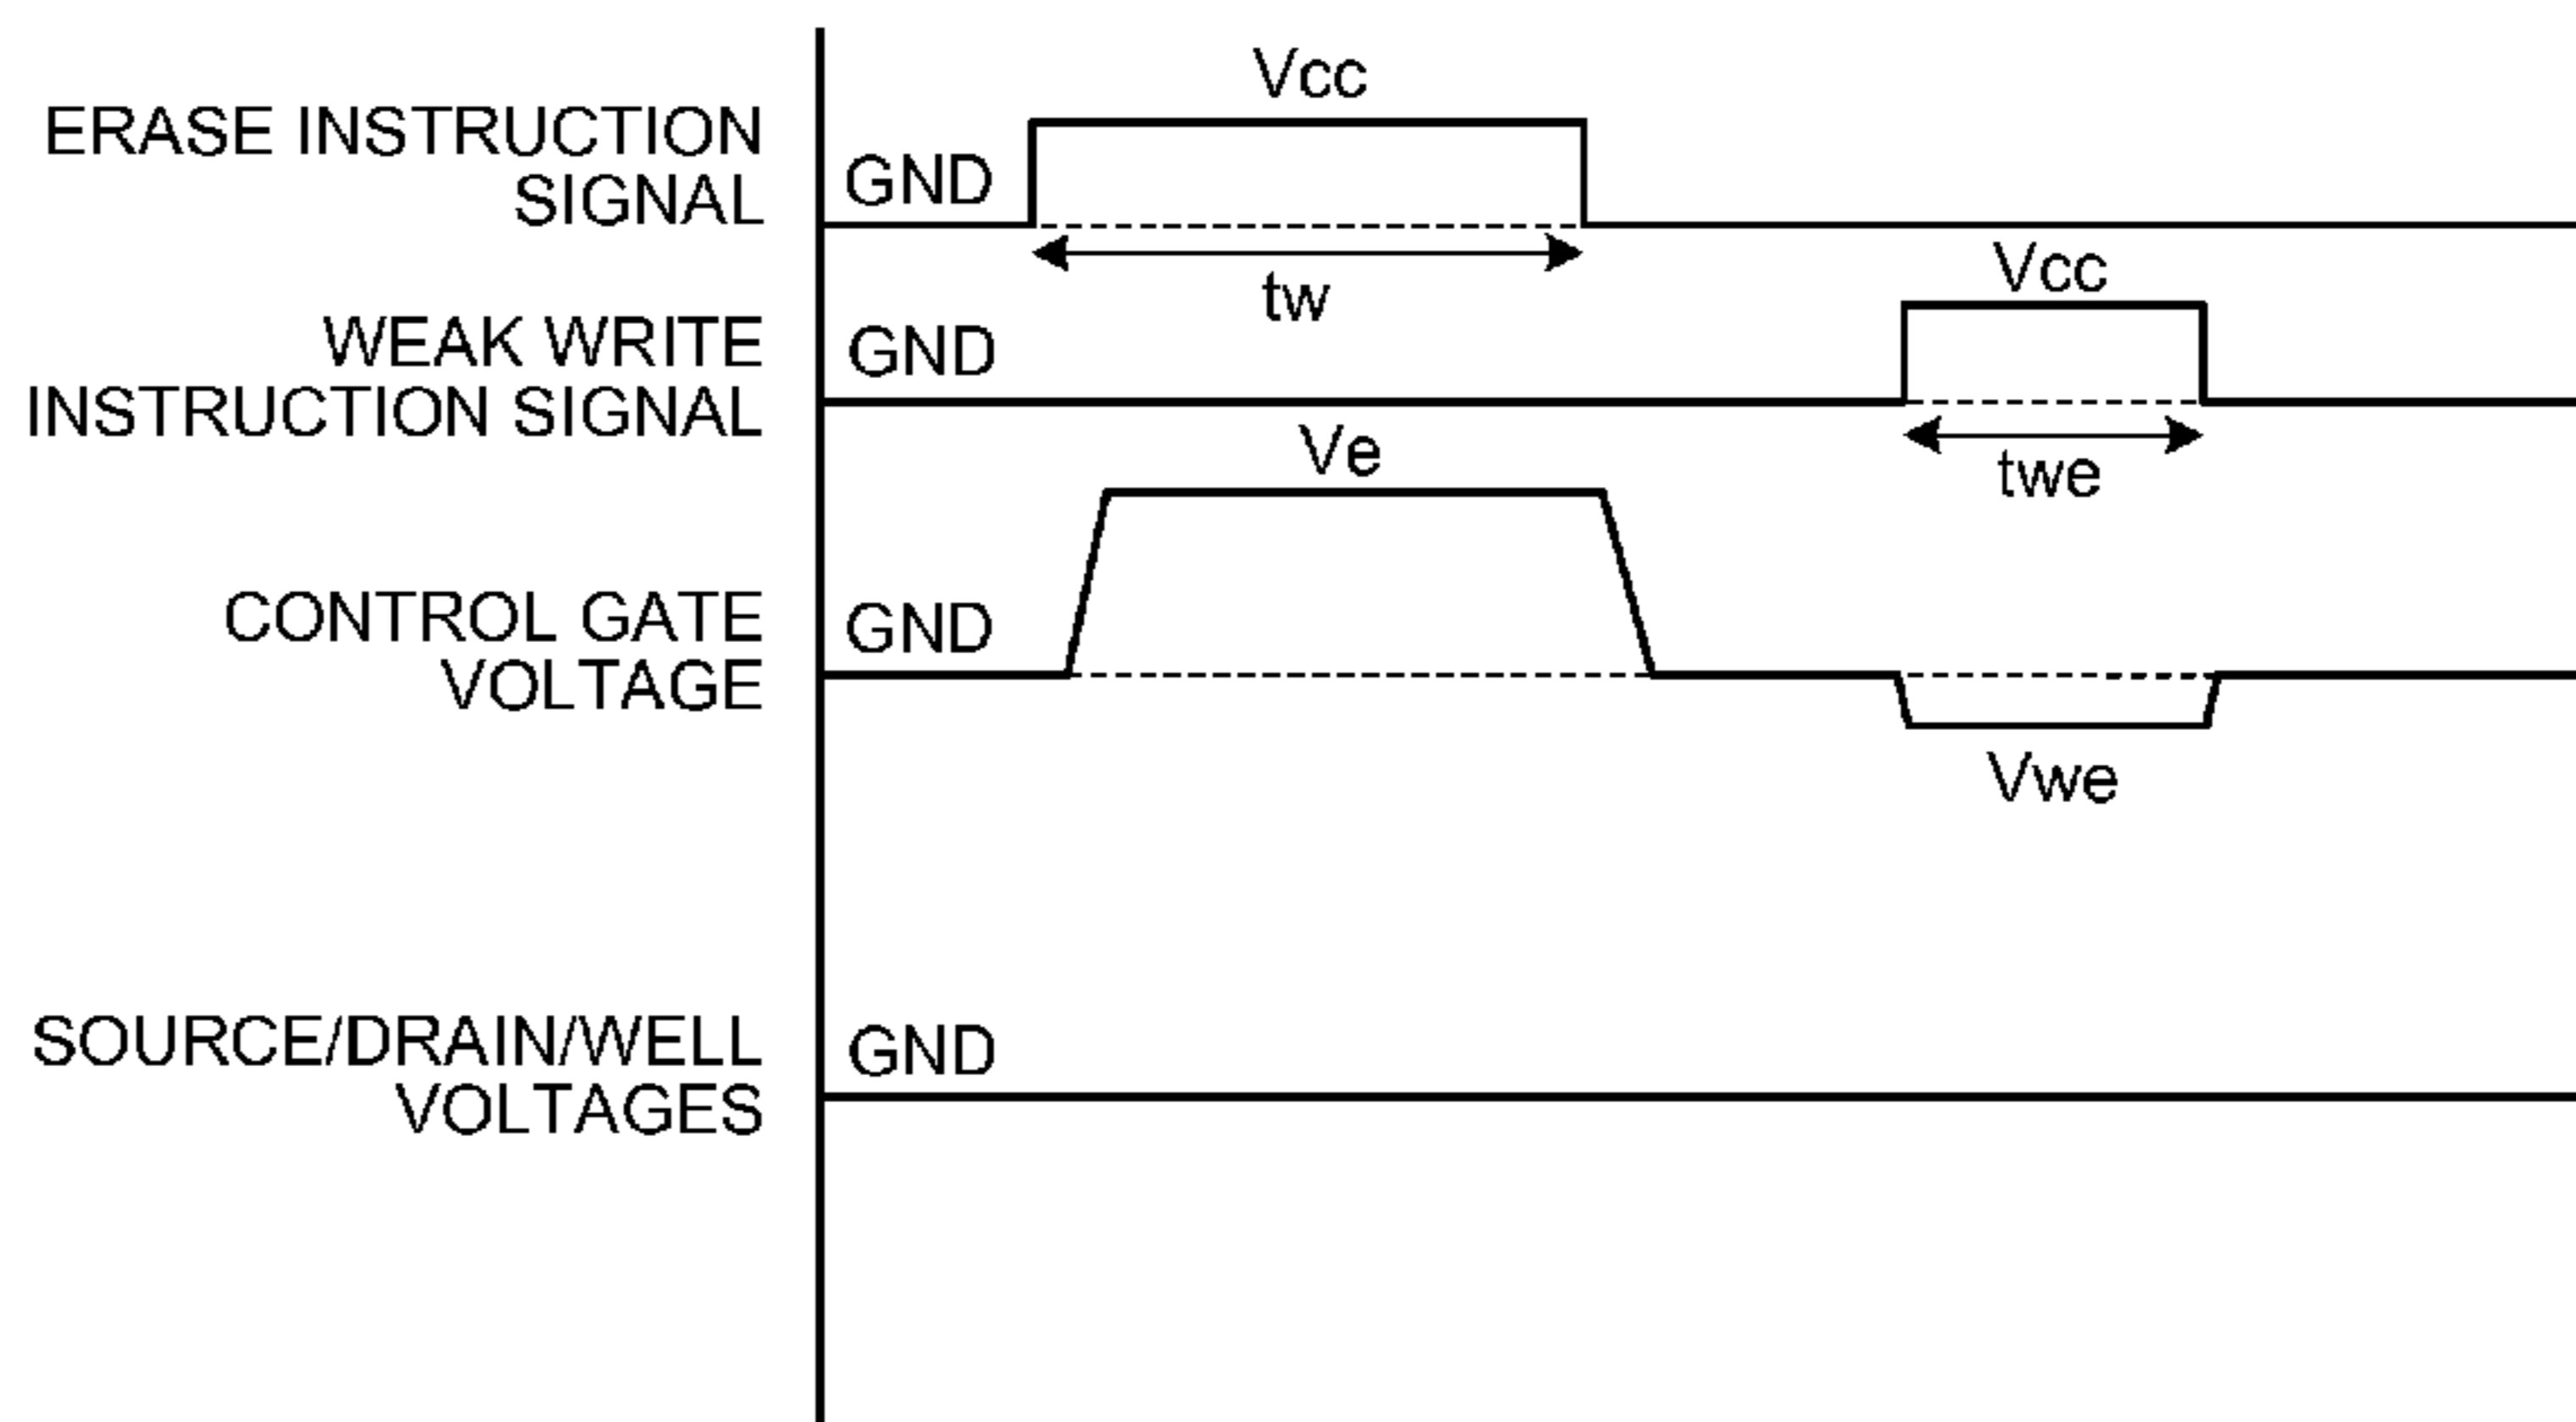 Vcc
ERASE INSTRUCTION
SIGNAL
GND
tw
Vcc
WEAK WRITE
INSTRUCTION SIGNAL
GND
twe
Ve
CONTROL GATE
VOLTAGE
GND
Vwe
SOURCE/DRAIN/WELL
VOLTAGES
GND